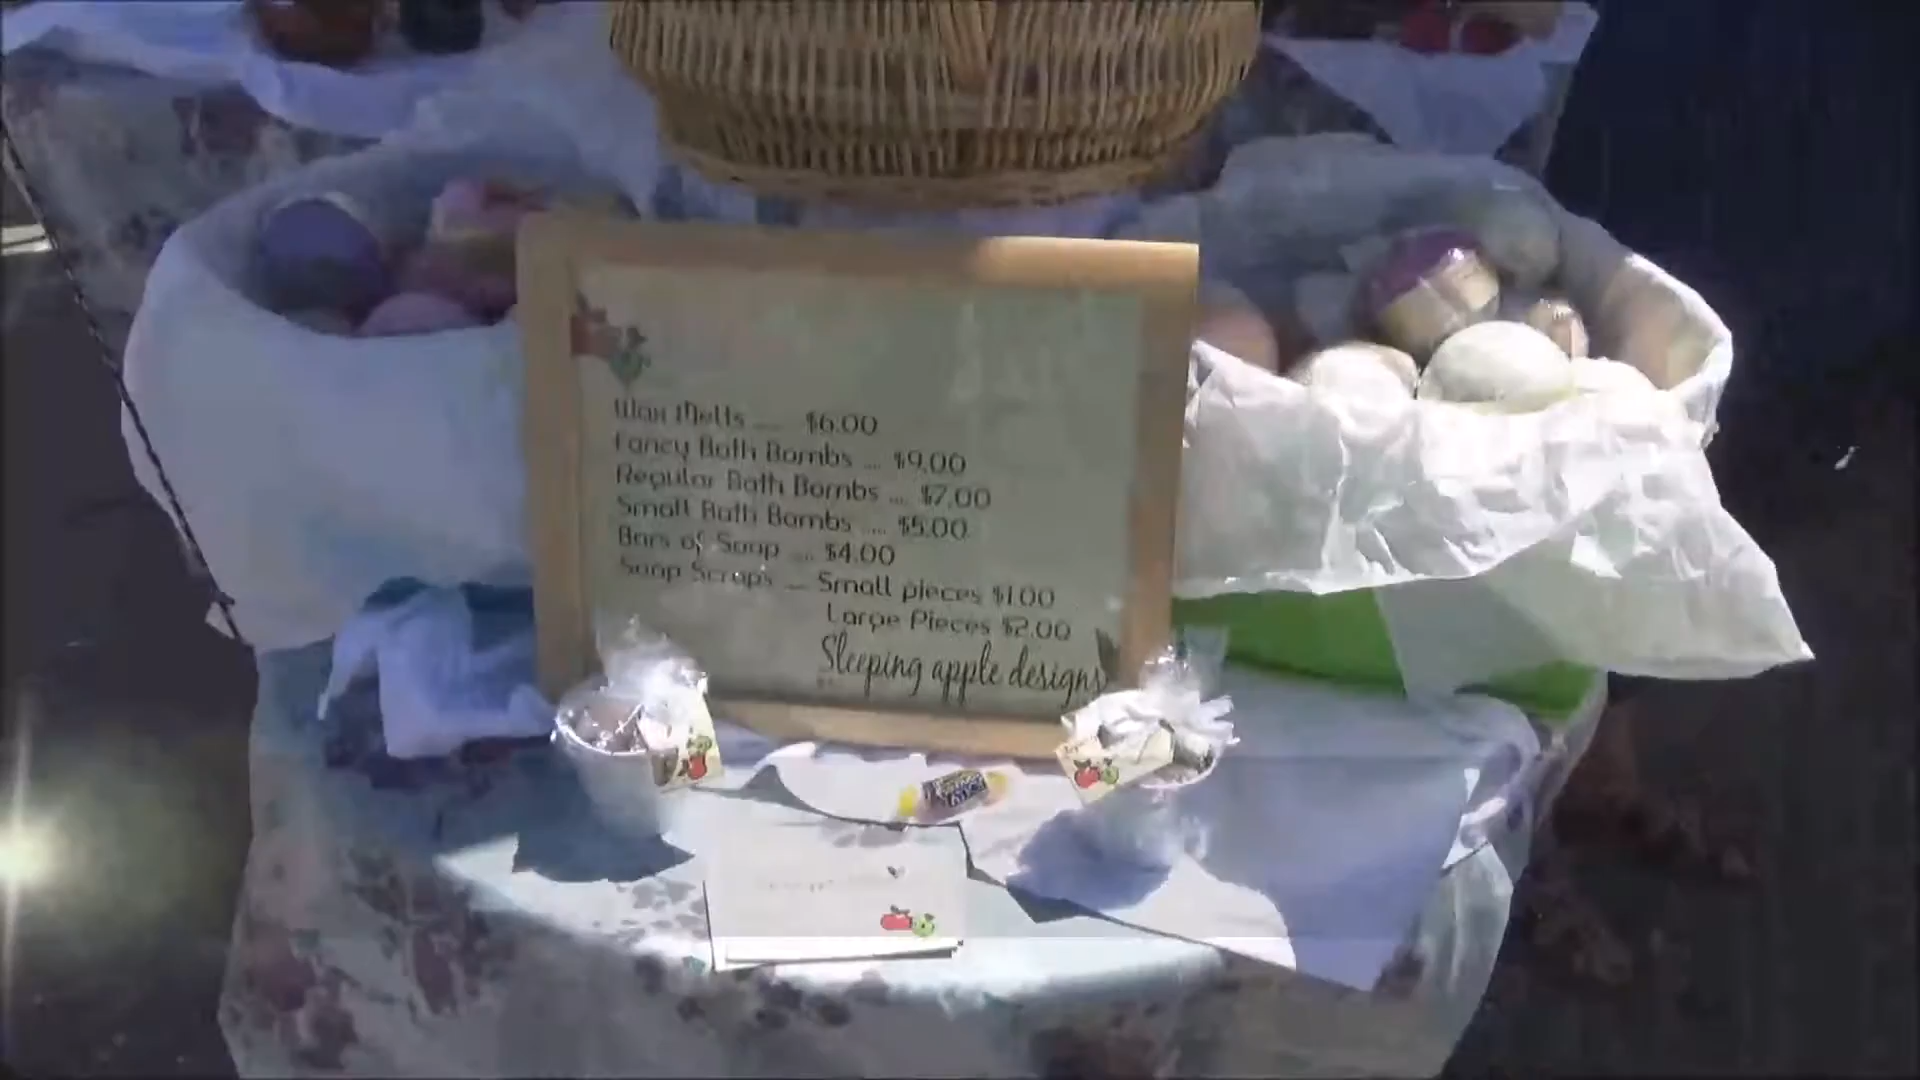 Wax Melts .... $6.00
Fancy Bath Bombs ... $9.00
Regular Bath Bombs ... $7.00
Small Bath Bombs .... $5.00
Bars of Soap .... $4.00
Soap Scraps .... Small pieces $1.00
Large Pieces $2.00
Sleeping apple designs